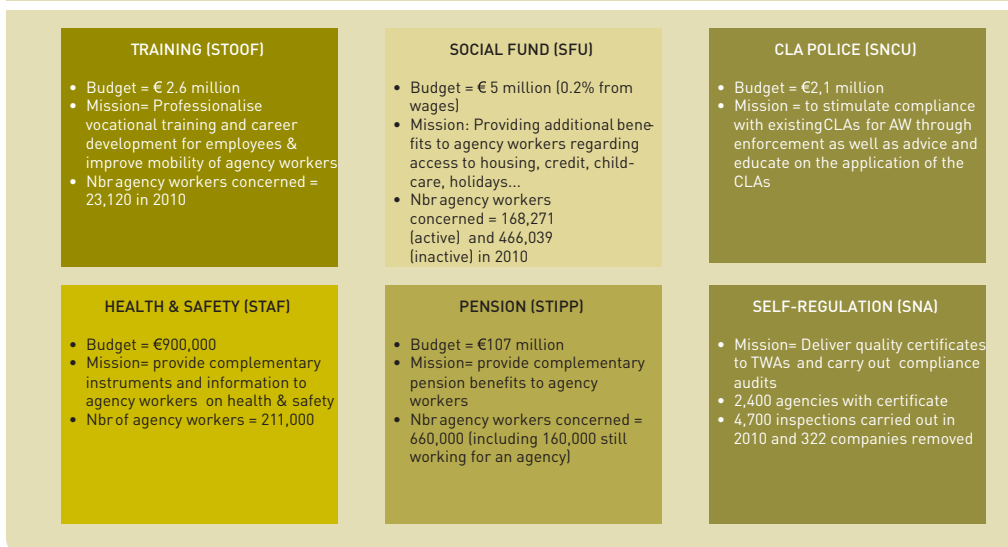 TRAINING (STOOF)
• Budget = € 2.6 million
• Mission= Professionalise
vocational training and career
development for employees &
improve mobility of agency workers
• Nbr agency workers concerned =
23,120 in 2010
SOCIAL FUND (SFU)
• Budget = € 5 million (0.2% from
wages)
• Mission: Providing additional bene-
fits to agency workers regarding
access to housing, credit, child-
care, holidays...
• Nbr agency workers
concerned = 168,271
(active) and 466,039
(inactive) in 2010
CLA POLICE (SNCU)
• Budget = €2,1 million
• Mission = to stimulate compliance
with existingCLAs for AW through
enforcement as well as advice and
educate on the application of the
CLAs
HEALTH & SAFETY (STAF)
• Budget = €900,000
• Mission= provide complementary
instruments and information to
agency workers on health & safety
• Nbr of agency workers = 211,000
PENSION (STIPP)
• Budget = €107 million
• Mission= provide complementary
pension benefits to agency
workers
• Nbr agency workers concerned =
660,000 (including 160,000 still
working for an agency)
SELF-REGULATION (SNA)
• Mission= Deliver quality certificates
to TWAs and carry out compliance
audits
• 2,400 agencies with certificate
• 4,700 inspections carried out in
2010 and 322 companies removed